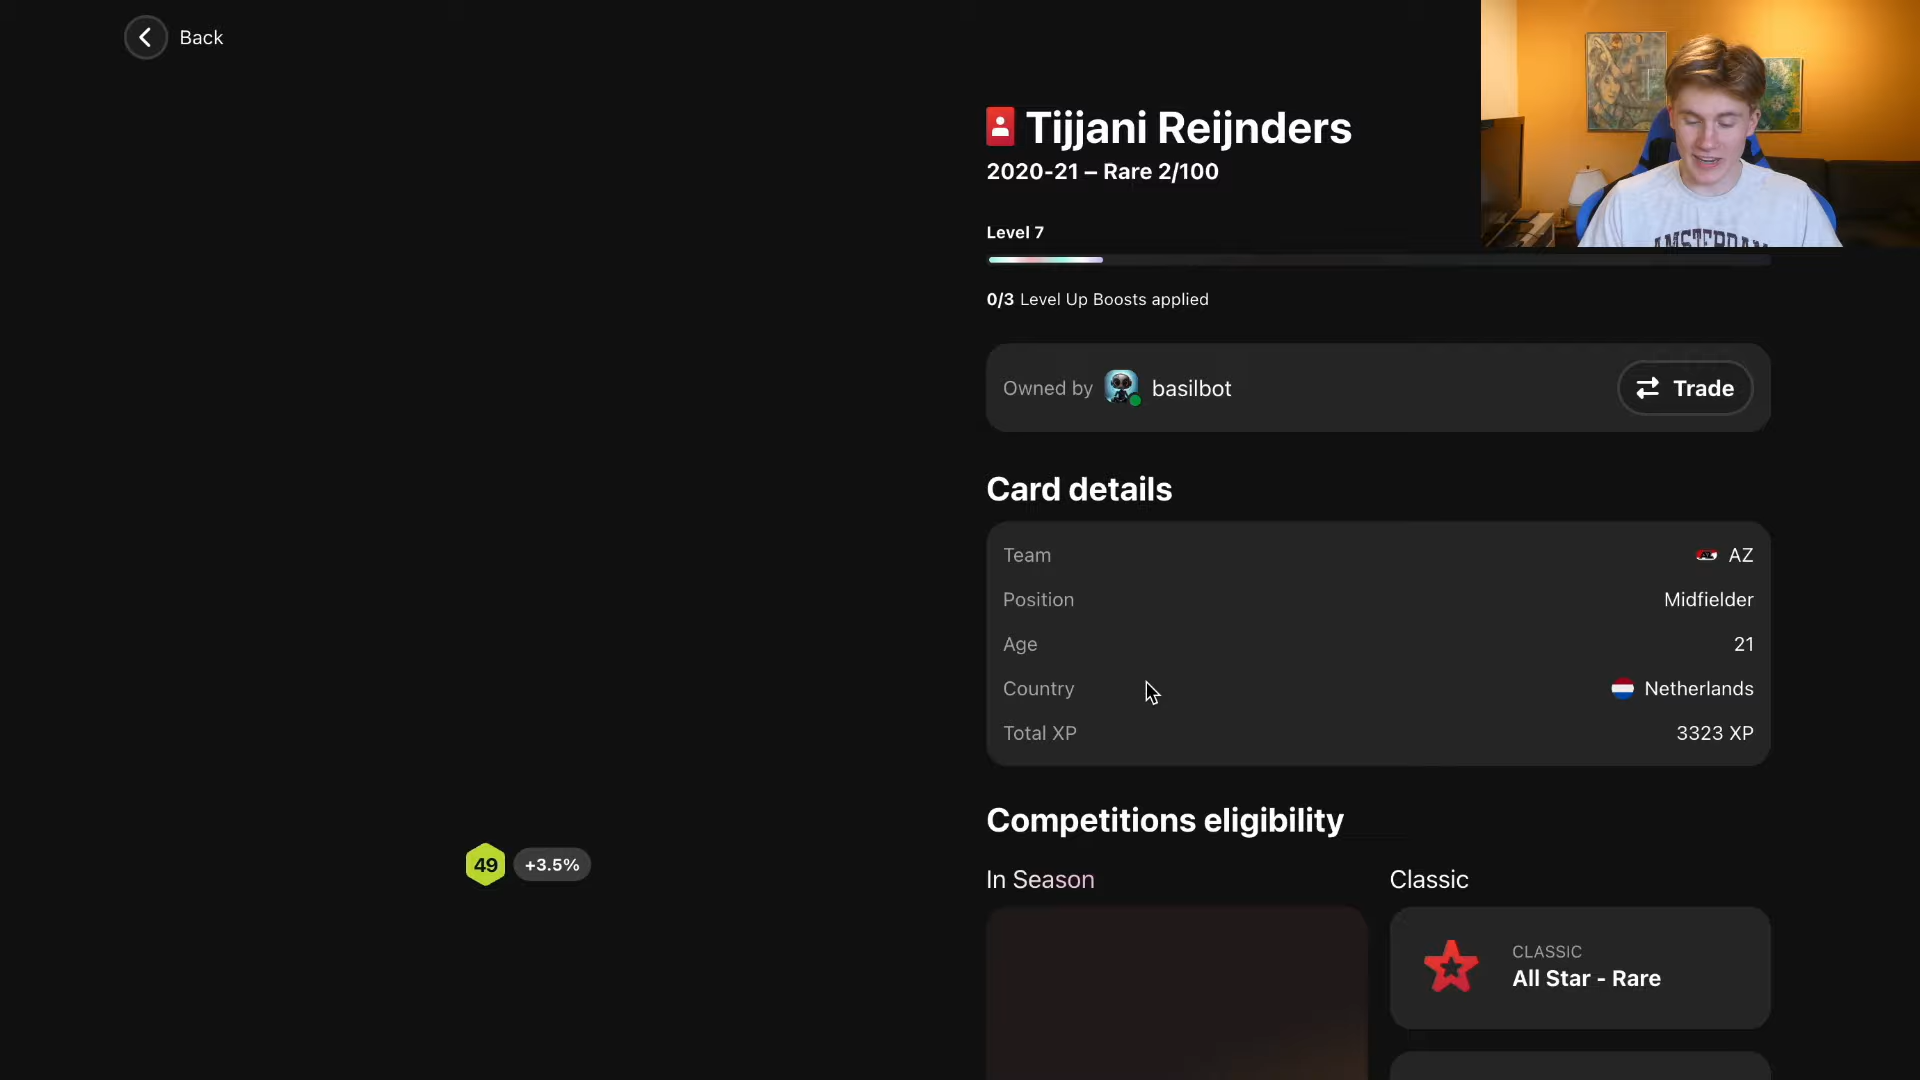 Back
Tijjani Reijnders
2020-21 – Rare 2/100
Level 7
0/3 Level Up Boosts applied
Owned by basilbot
Trade
Card details
Team AZ
Position Midfielder
Age 21
Country Netherlands
Total XP 3323 XP
Competitions eligibility
49 +3.5%
In Season
Classic
CLASSIC
All Star - Rare
AMSTERDAM